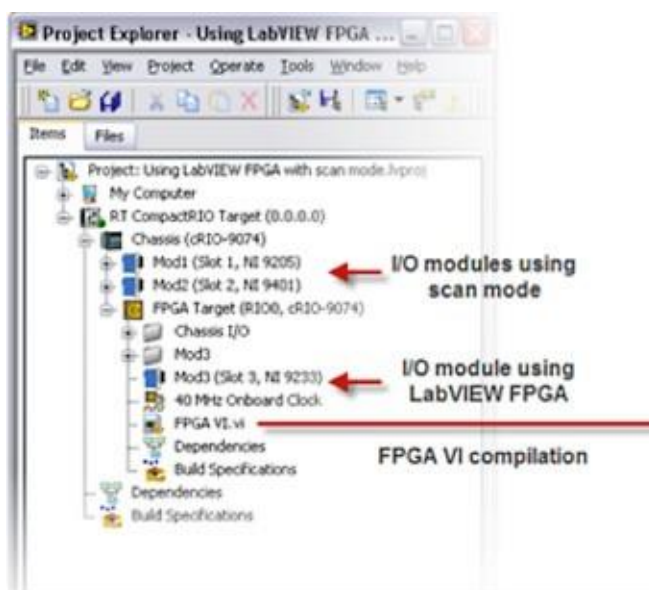 Project Explorer - Using LabVIEW FPGA ...
File Edit View Project Operate Tools Window Help
Items Files
Project: Using LabVIEW FPGA with scan mode.lvproj
My Computer
RT CompactRIO Target (0.0.0.0)
Chassis (cRIO-9074)
Mod1 (Slot 1, NI 9205)
Mod2 (Slot 2, NI 9401)
I/O modules using
scan mode
FPGA Target (RIO0, cRIO-9074)
Chassis I/O
Mod3
Mod3 (Slot 3, NI 9233)
I/O module using
LabVIEW FPGA
40 MHz Onboard Clock
FPGA VI.vi
FPGA VI compilation
Dependencies
Build Specifications
Dependencies
Build Specifications